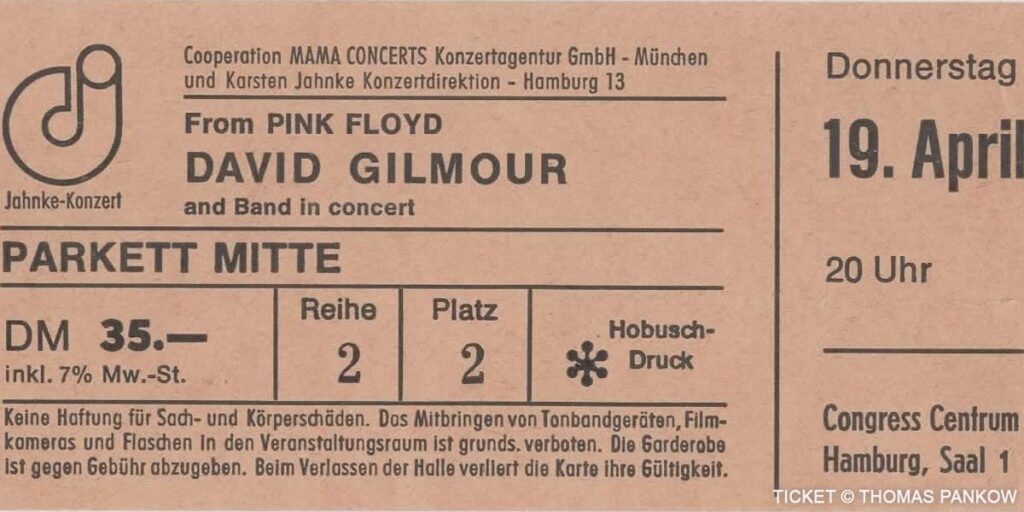 Cooperation MAMA CONCERTS Konzertagentur GmbH - München
und Karsten Jahnke Konzertdirektion - Hamburg 13
From PINK FLOYD
DAVID GILMOUR
and Band in concert
Jahnke-Konzert
PARKETT MITTE
DM 35.—
inkl. 7% Mw.-St.
Reihe
2
Platz
2
Hobusch-
Druck
Keine Haftung für Sach- und Körperschäden. Das Mitbringen von Tonbandgeräten, Film-
kameras und Flaschen in den Veranstaltungsraum ist grunds. verboten. Die Garderobe
ist gegen Gebühr abzugeben. Beim Verlassen der Halle verliert die Karte ihre Gültigkeit.
Donnerstag
19. April
20 Uhr
Congress Centrum
Hamburg, Saal 1
TICKET © THOMAS PANKOW